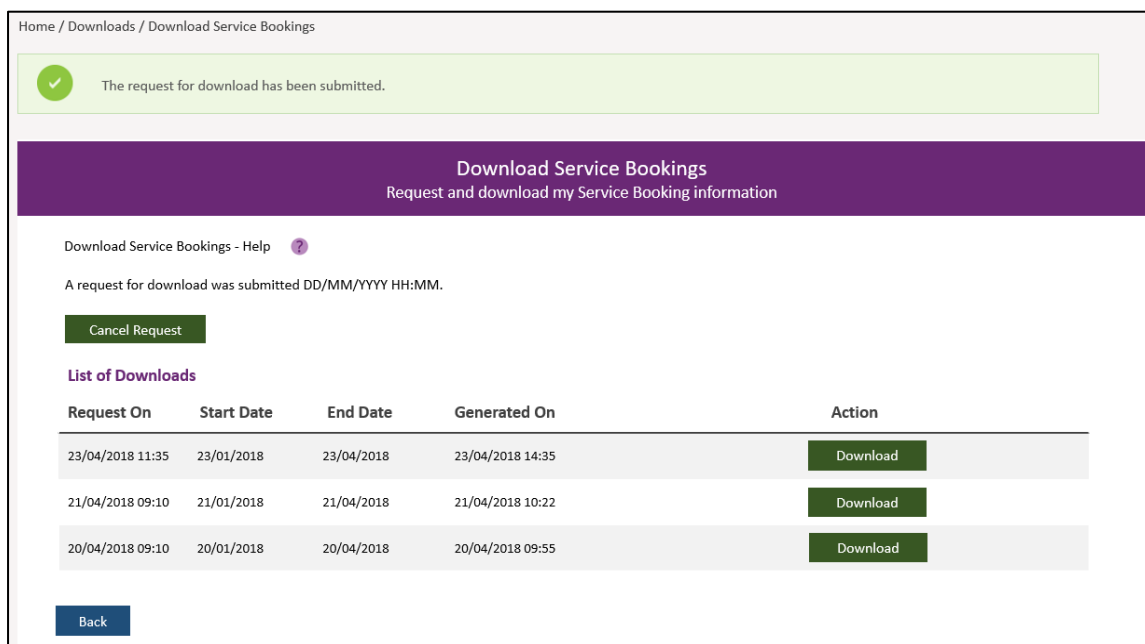 Home / Downloads / Download Service Bookings
The request for download has been submitted.
Download Service Bookings
Request and download my Service Booking information
Download Service Bookings - Help ?
A request for download was submitted DD/MM/YYYY HH:MM.
Cancel Request
List of Downloads
Request On Start Date End Date Generated On Action
23/04/2018 11:35 23/01/2018 23/04/2018 23/04/2018 14:35 Download
21/04/2018 09:10 21/01/2018 21/04/2018 21/04/2018 10:22 Download
20/04/2018 09:10 20/01/2018 20/04/2018 20/04/2018 09:55 Download
Back